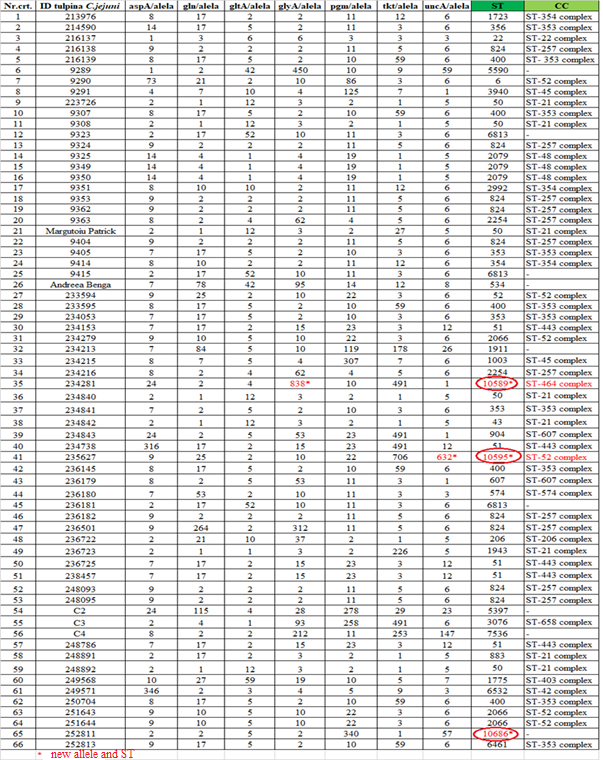 Nr.crt. ID tulpina C.jejuni aspA/alela gln/alela gltA/alela glyA/alela pgm/alela tkt/alela uncA/alela ST CC
1 213976 8 17 2 2 11 12 6 1723 ST-354 complex
2 214590 14 17 5 2 11 3 6 356 ST-353 complex
3 216137 1 3 6 6 3 3 3 22 ST-22 complex
4 216138 9 2 2 2 11 5 6 824 ST-257 complex
5 216139 8 17 5 2 10 59 6 400 ST- 353 complex
6 9289 1 2 42 450 10 9 59 5590 -
7 9290 73 21 2 10 86 3 6 6 ST-52 complex
8 9291 4 7 10 4 125 7 1 3940 ST-45 complex
9 223726 2 1 12 3 2 1 5 50 ST-21 complex
10 9307 8 17 5 2 10 59 6 400 ST-353 complex
11 9308 2 1 12 3 2 1 5 50 ST-21 complex
12 9323 2 17 52 10 11 3 6 6813 -
13 9324 9 2 2 2 11 5 6 824 ST-257 complex
14 9325 14 4 1 4 19 1 5 2079 ST-48 complex
15 9349 14 4 1 4 19 1 5 2079 ST-48 complex
16 9350 14 4 1 4 19 1 5 2079 ST-48 complex
17 9351 8 10 10 2 11 12 6 2992 ST-354 complex
18 9353 9 2 2 2 11 5 6 824 ST-257 complex
19 9362 9 2 2 2 11 5 6 824 ST-257 complex
20 9363 8 2 4 62 4 5 6 2254 ST-257 complex
21 Margutoiu Patrick 2 1 12 3 2 27 5 50 ST-21 complex
22 9404 9 2 2 2 11 5 6 824 ST-257 complex
23 9405 7 17 5 2 10 3 6 353 ST-353 complex
24 9414 8 10 2 2 11 12 6 354 ST-354 complex
25 9415 2 17 52 10 11 3 6 6813 -
26 Andreea Benga 7 78 42 95 14 12 8 534 -
27 233594 9 25 2 10 22 3 6 52 ST-52 complex
28 233595 8 17 5 2 10 59 6 400 ST-353 complex
29 234053 7 17 5 2 10 3 6 353 ST-353 complex
30 234153 7 17 2 15 23 3 12 51 ST-443 complex
31 234279 9 10 5 10 22 3 6 2066 ST-52 complex
32 234213 7 84 5 10 119 178 26 1911 -
33 234215 8 7 5 4 307 7 6 1003 ST-45 complex
34 234216 8 2 4 62 4 5 6 2254 ST-257 complex
35 234281 24 2 4 838* 10 491 1 10589* ST-464 complex
36 234840 2 1 12 3 2 1 5 50 ST-21 complex
37 234841 7 2 5 2 10 3 6 353 ST-353 complex
38 234842 2 1 12 3 2 1 5 43 ST-21 complex
39 234843 24 2 5 53 23 491 1 904 ST-607 complex
40 234738 316 17 2 15 23 491 12 51 ST-443 complex
41 235627 9 25 2 10 22 706 632* 10595* ST-52 complex
42 236145 8 17 5 2 10 59 6 400 ST-353 complex
43 236179 8 2 5 53 11 3 1 607 ST-607 complex
44 236180 7 53 2 10 11 3 3 574 ST-574 complex
45 236181 2 17 52 10 11 3 6 6813 -
46 236182 9 2 2 2 11 5 6 824 ST-257 complex
47 236501 9 264 2 312 11 5 6 824 ST-257 complex
48 236722 2 21 10 37 2 1 5 206 ST-206 complex
49 236723 2 1 1 3 2 226 5 1943 ST-21 complex
50 236725 7 17 2 15 23 3 12 51 ST-443 complex
51 238457 7 17 2 15 23 3 12 51 ST-443 complex
52 248093 9 2 2 2 11 5 6 824 ST-257 complex
53 248095 9 2 2 2 11 5 6 824 ST-257 complex
54 C2 24 115 4 28 278 29 23 5397 -
55 C3 2 4 1 93 258 491 6 3076 ST-658 complex
56 C4 8 2 2 212 11 253 147 7536 -
57 248786 7 17 2 15 23 3 12 51 ST-443 complex
58 248891 2 17 2 3 2 1 5 883 ST-21 complex
59 248892 2 1 12 3 2 1 5 50 ST-21 complex
60 249568 10 27 59 19 10 5 7 1775 ST-403 complex
61 249571 346 2 3 4 5 9 3 6532 ST-42 complex
62 250704 8 17 5 2 10 59 6 400 ST-353 complex
63 251643 9 10 5 10 22 3 6 2066 ST-52 complex
64 251644 9 10 5 10 22 3 6 2066 ST-52 complex
65 252811 2 2 5 2 340 1 57 10686* -
66 252813 9 17 5 2 10 59 6 6461 ST-353 complex
* new allele and ST